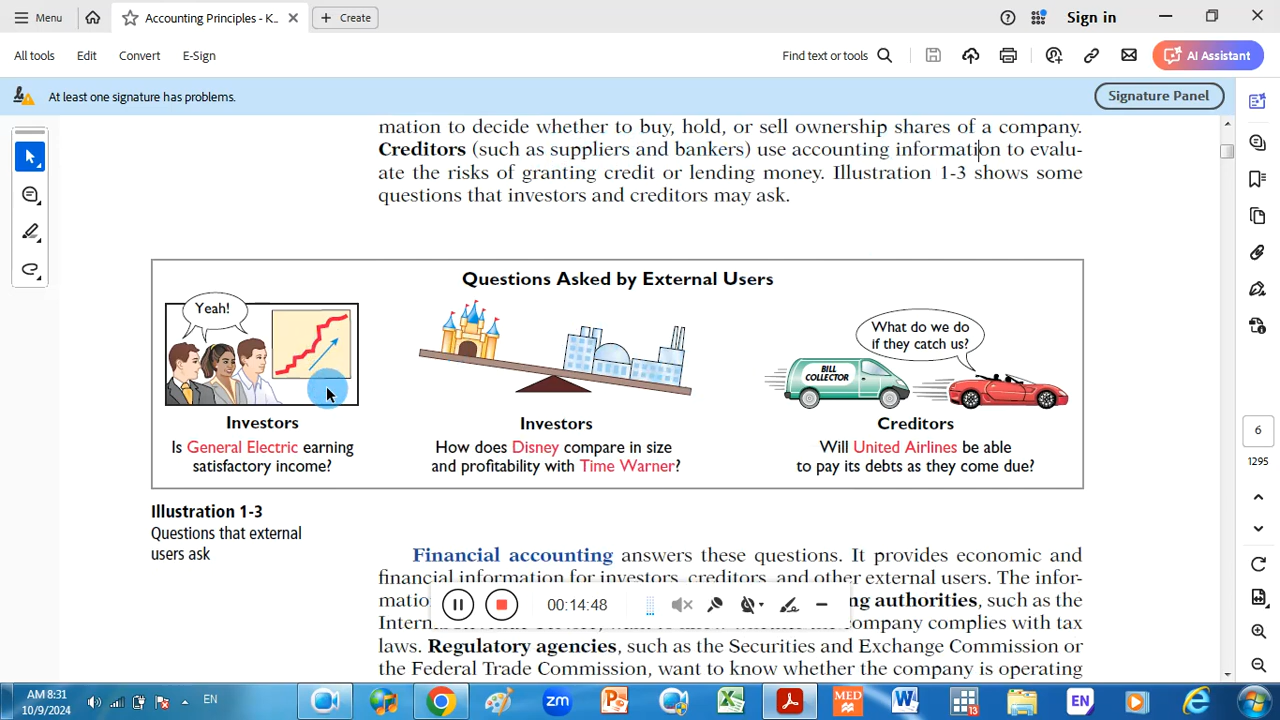 Menu
Accounting Principles - K...
Create
Sign in
All tools
Edit
Convert
E-Sign
Find text or tools
AI Assistant
At least one signature has problems.
Signature Panel
mation to decide whether to buy, hold, or sell ownership shares of a company.
Creditors (such as suppliers and bankers) use accounting information to evalu-
ate the risks of granting credit or lending money. Illustration 1-3 shows some
questions that investors and creditors may ask.
Questions Asked by External Users
Yeah!
What do we do
if they catch us?
BILL
COLLECTOR
Investors
Is General Electric earning
satisfactory income?
Investors
How does Disney compare in size
and profitability with Time Warner?
Creditors
Will United Airlines be able
to pay its debts as they come due?
6
1295
Illustration 1-3
Questions that external
users ask
Financial accounting answers these questions. It provides economic and
financial information for investors, creditors, and other external users. The infor-
matio
ng authorities, such as the
Intern
company complies with tax
laws. Regulatory agencies, such as the Securities and Exchange Commission or
the Federal Trade Commission, want to know whether the company is operating
00:14:48
AM 8:31
10/9/2024
EN
zm
MED
13
EN